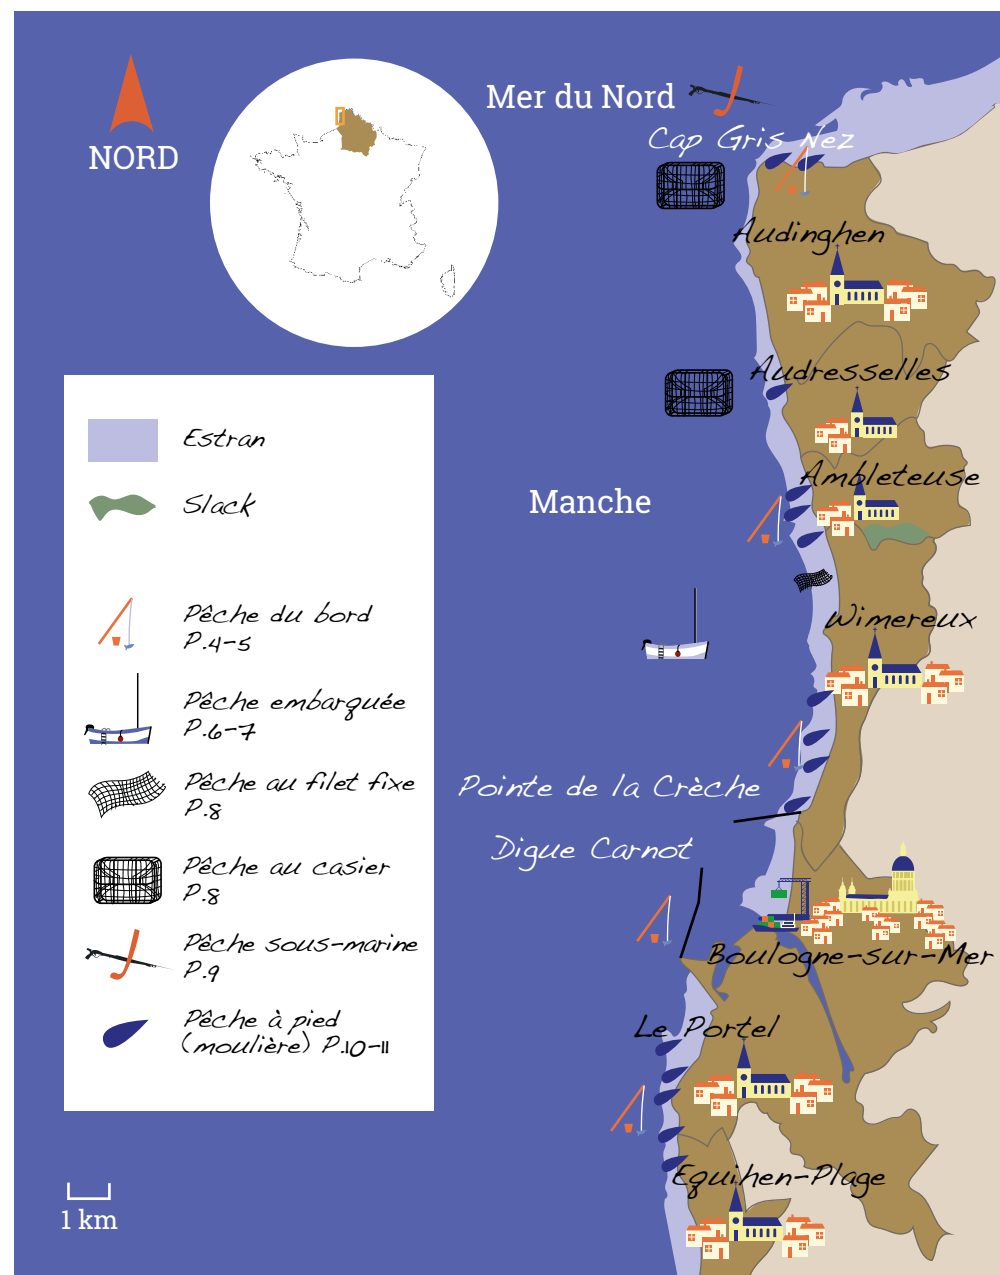 NORD
Mer du Nord
Cap Gris Nez
Audinghen
Audresselles
Ambleteuse
Manche
Wimereux
Pointe de la Crèche
Digue Carnot
Boulogne-sur-Mer
Le Portel
Equihen-Plage
Estran
Slack
Pêche du bord
P.4-5
Pêche embarquée
P.6-7
Pêche au filet fixe
P.8
Pêche au casier
P.8
Pêche sous-marine
P.9
Pêche à pied
(moulière) P.10-11
1 km